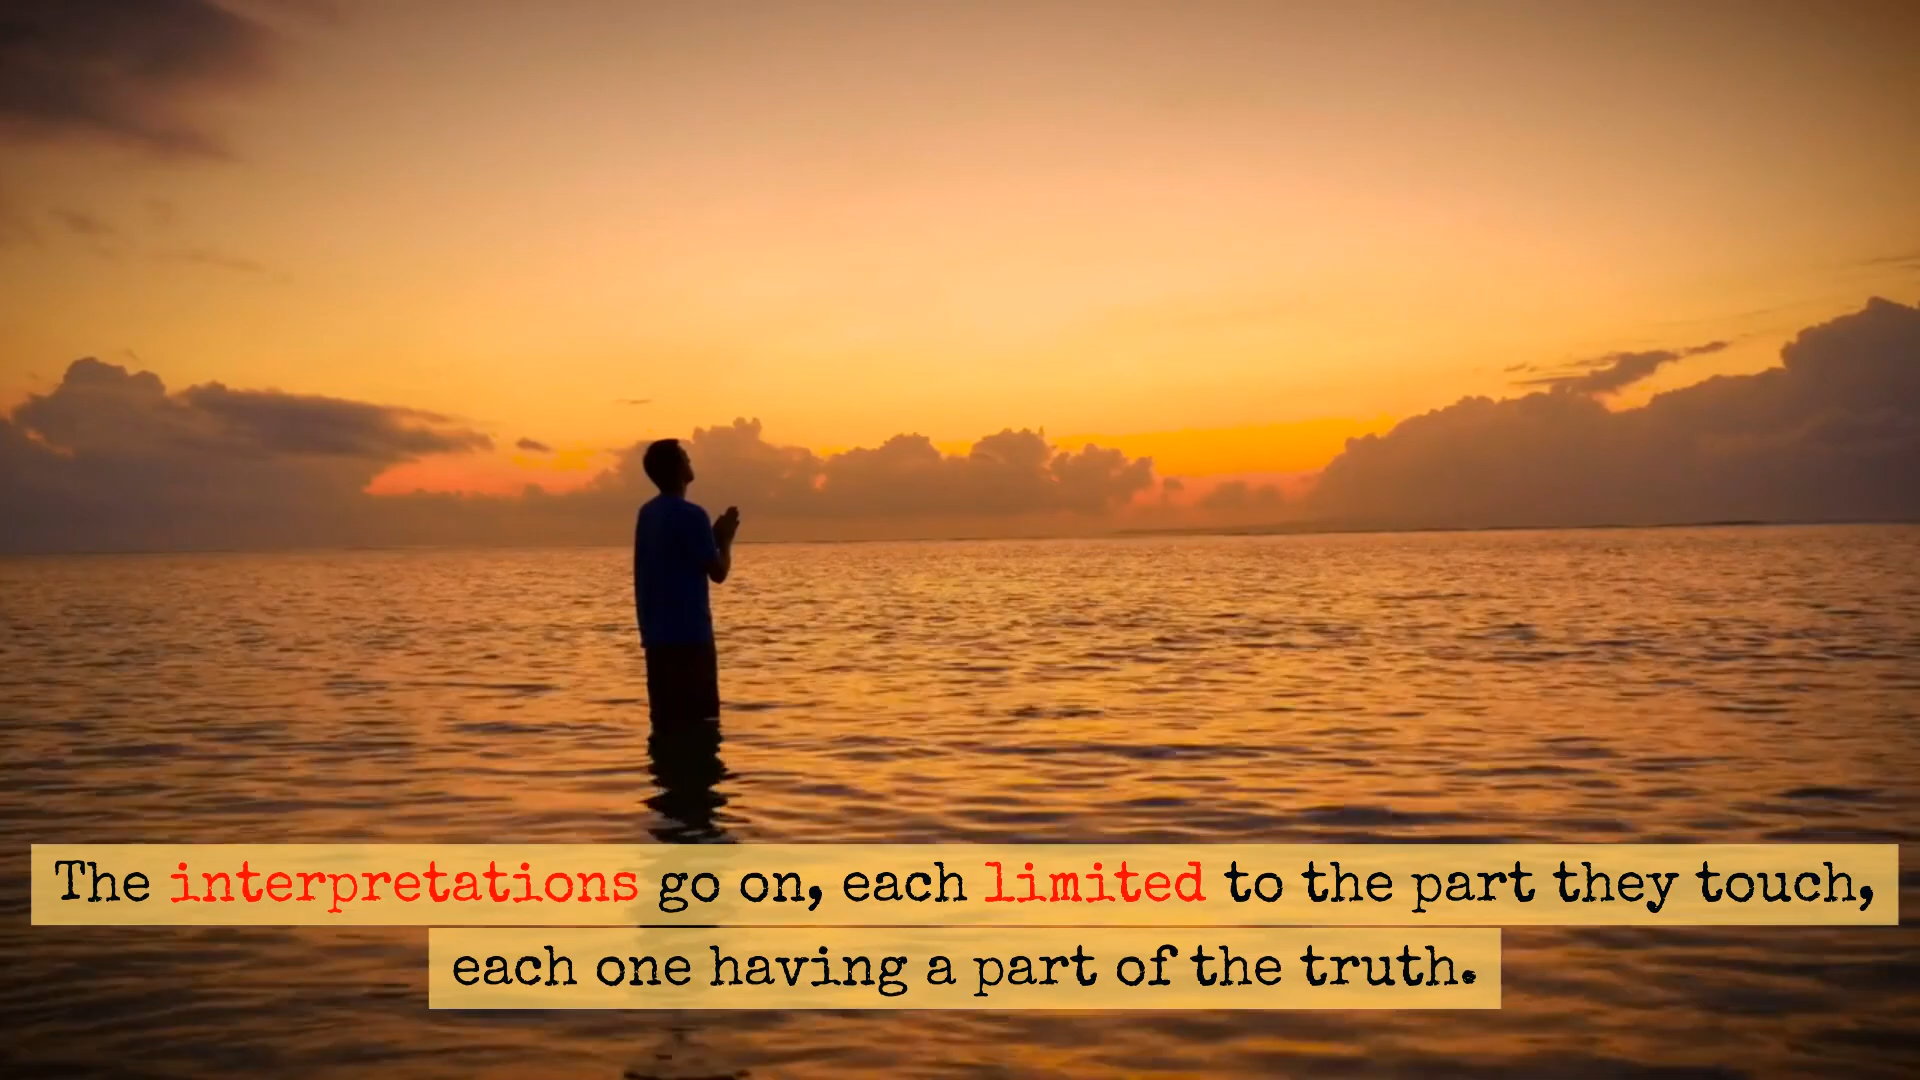 The interpretations go on, each limited to the part they touch,
each one having a part of the truth.